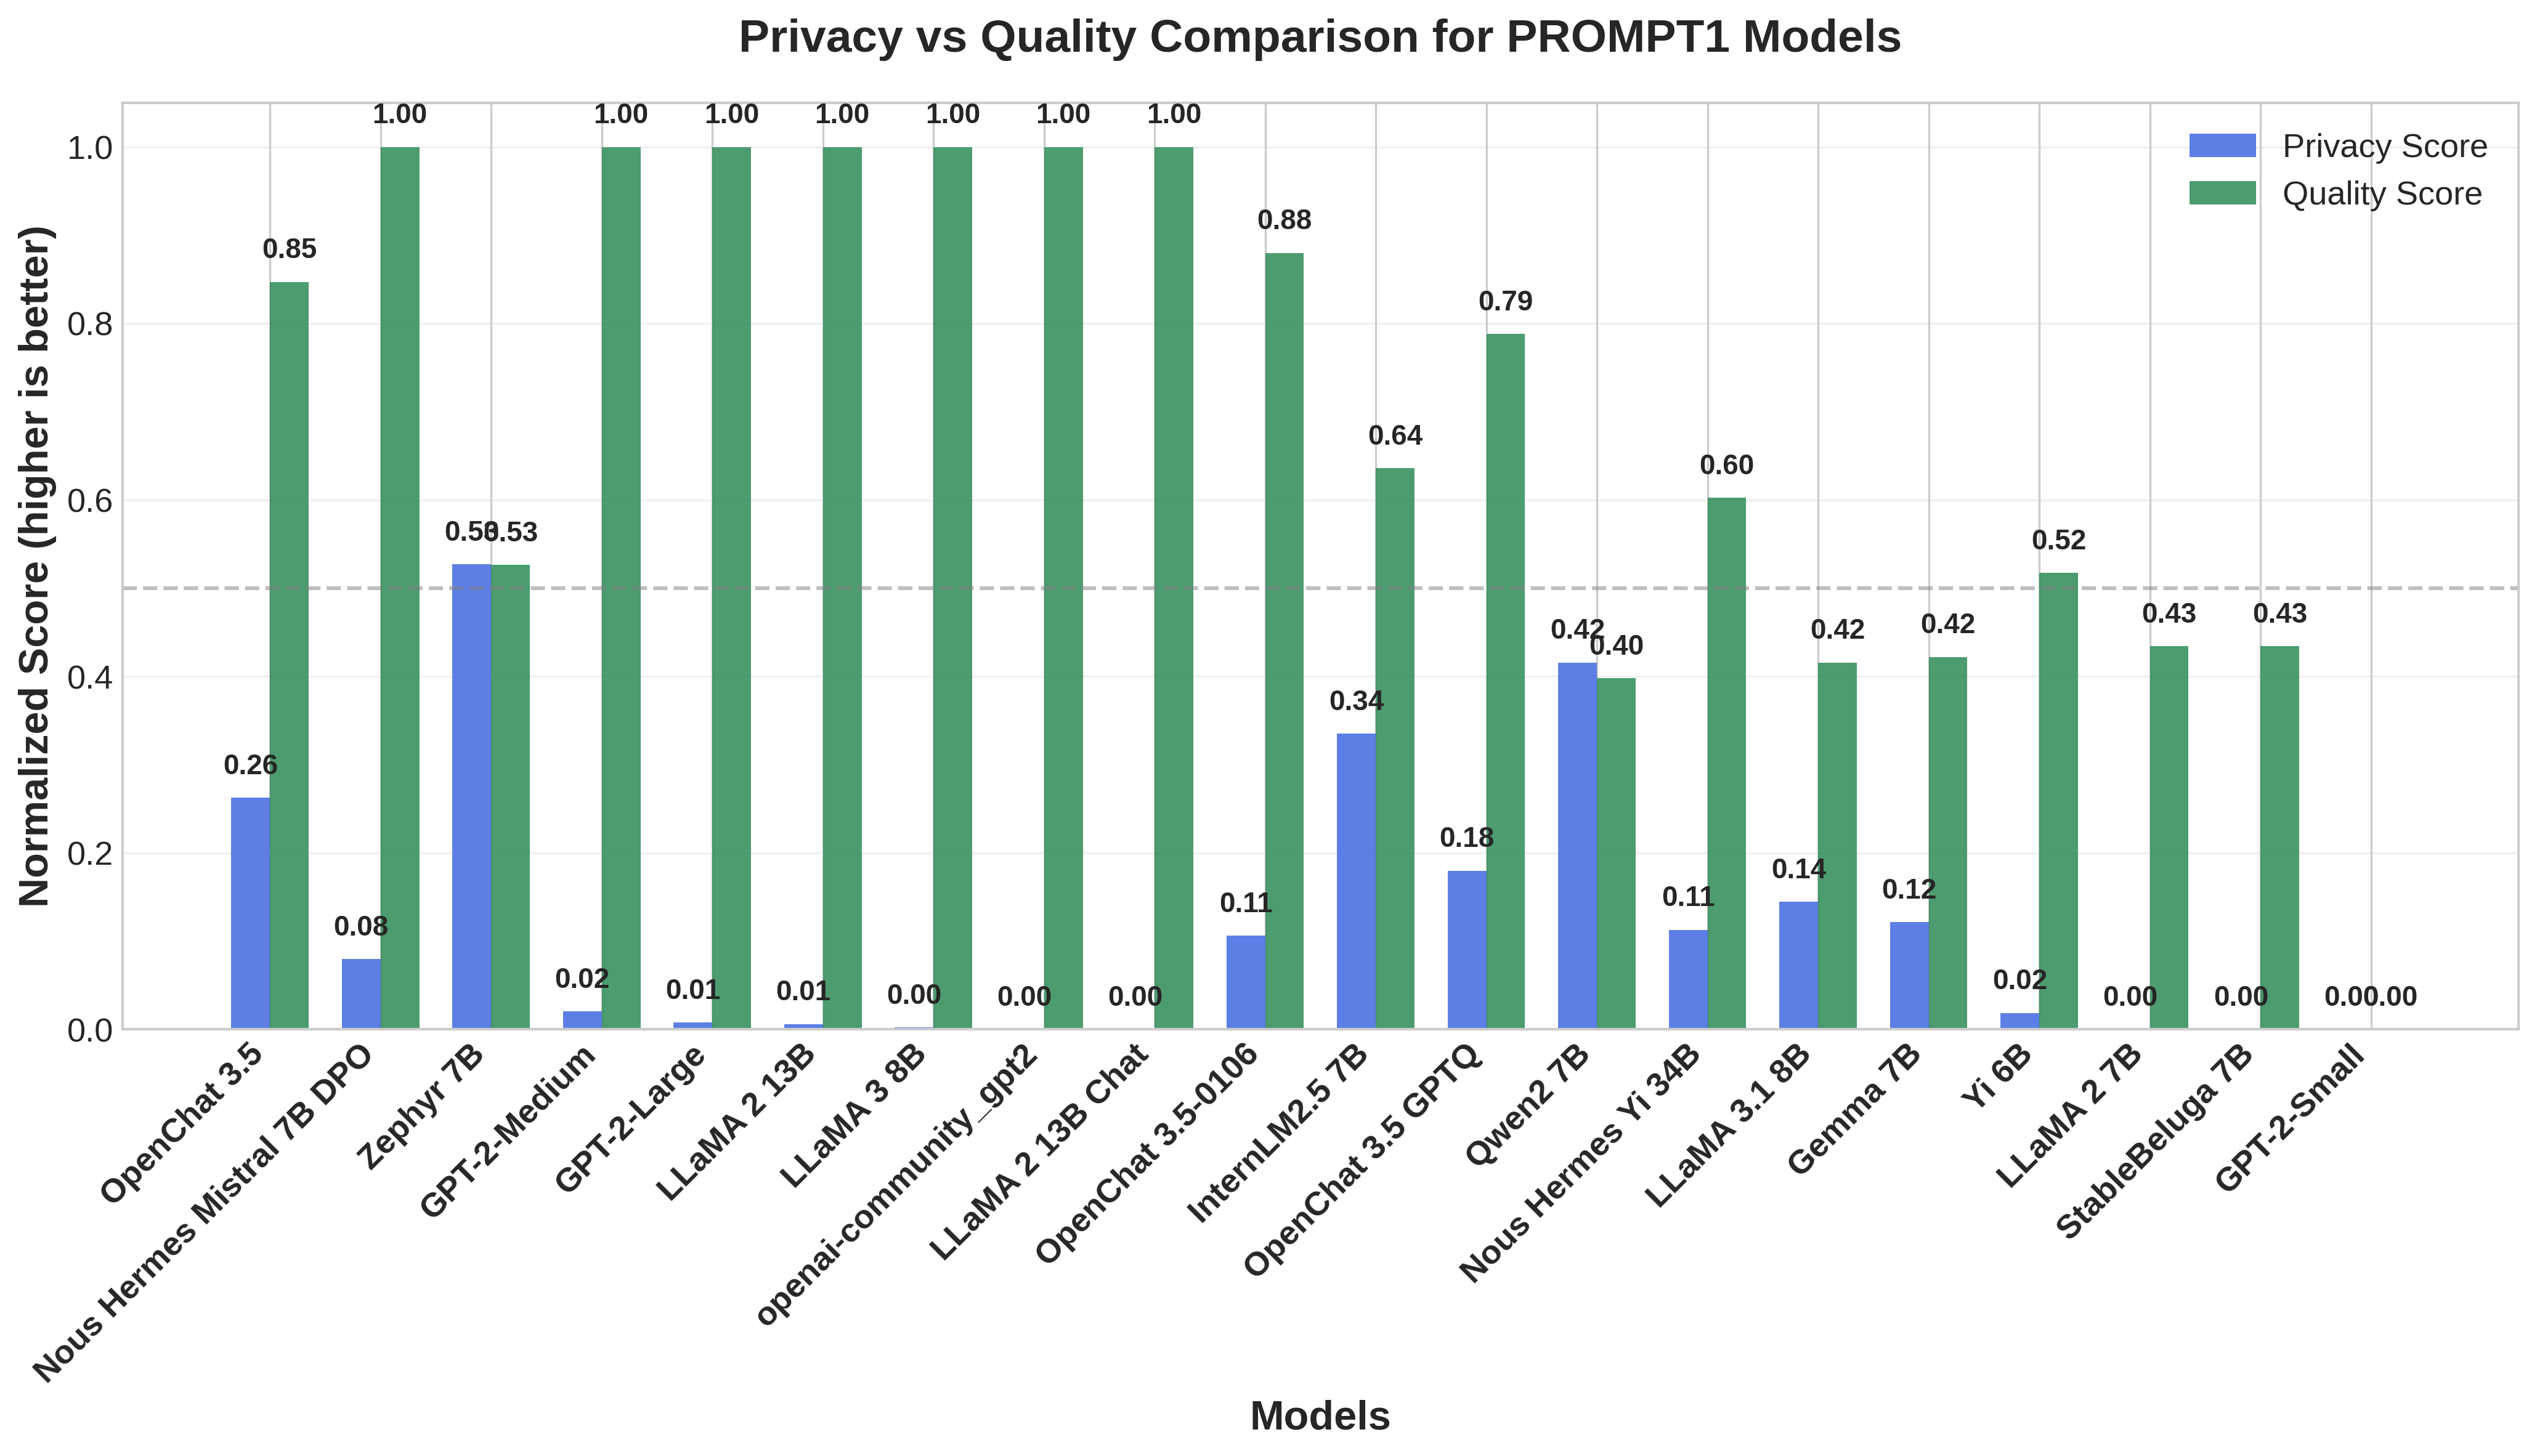 Privacy vs Quality Comparison for PROMPT1 Models
Normalized Score (higher is better)
1.0
0.8
0.6
0.4
0.2
0.0
Privacy Score
Quality Score
0.26
0.85
0.08
1.00
0.53
0.53
0.02
1.00
0.01
1.00
0.01
1.00
0.00
1.00
0.00
1.00
0.00
1.00
0.11
0.88
0.34
0.64
0.18
0.79
0.42
0.40
0.11
0.60
0.14
0.42
0.12
0.42
0.02
0.52
0.00
0.43
0.00
0.43
0.00
0.00
OpenChat 3.5
Nous Hermes Mistral 7B DPO
Zephyr 7B
GPT-2-Medium
GPT-2-Large
LLaMA 2 13B
LLaMA 3 8B
openai-community_gpt2
LLaMA 2 13B Chat
OpenChat 3.5-0106
InternLM2.5 7B
OpenChat 3.5 GPTQ
Qwen2 7B
Nous Hermes Yi 34B
LLaMA 3.1 8B
Gemma 7B
Yi 6B
LLaMA 2 7B
StableBeluga 7B
GPT-2-Small
Models